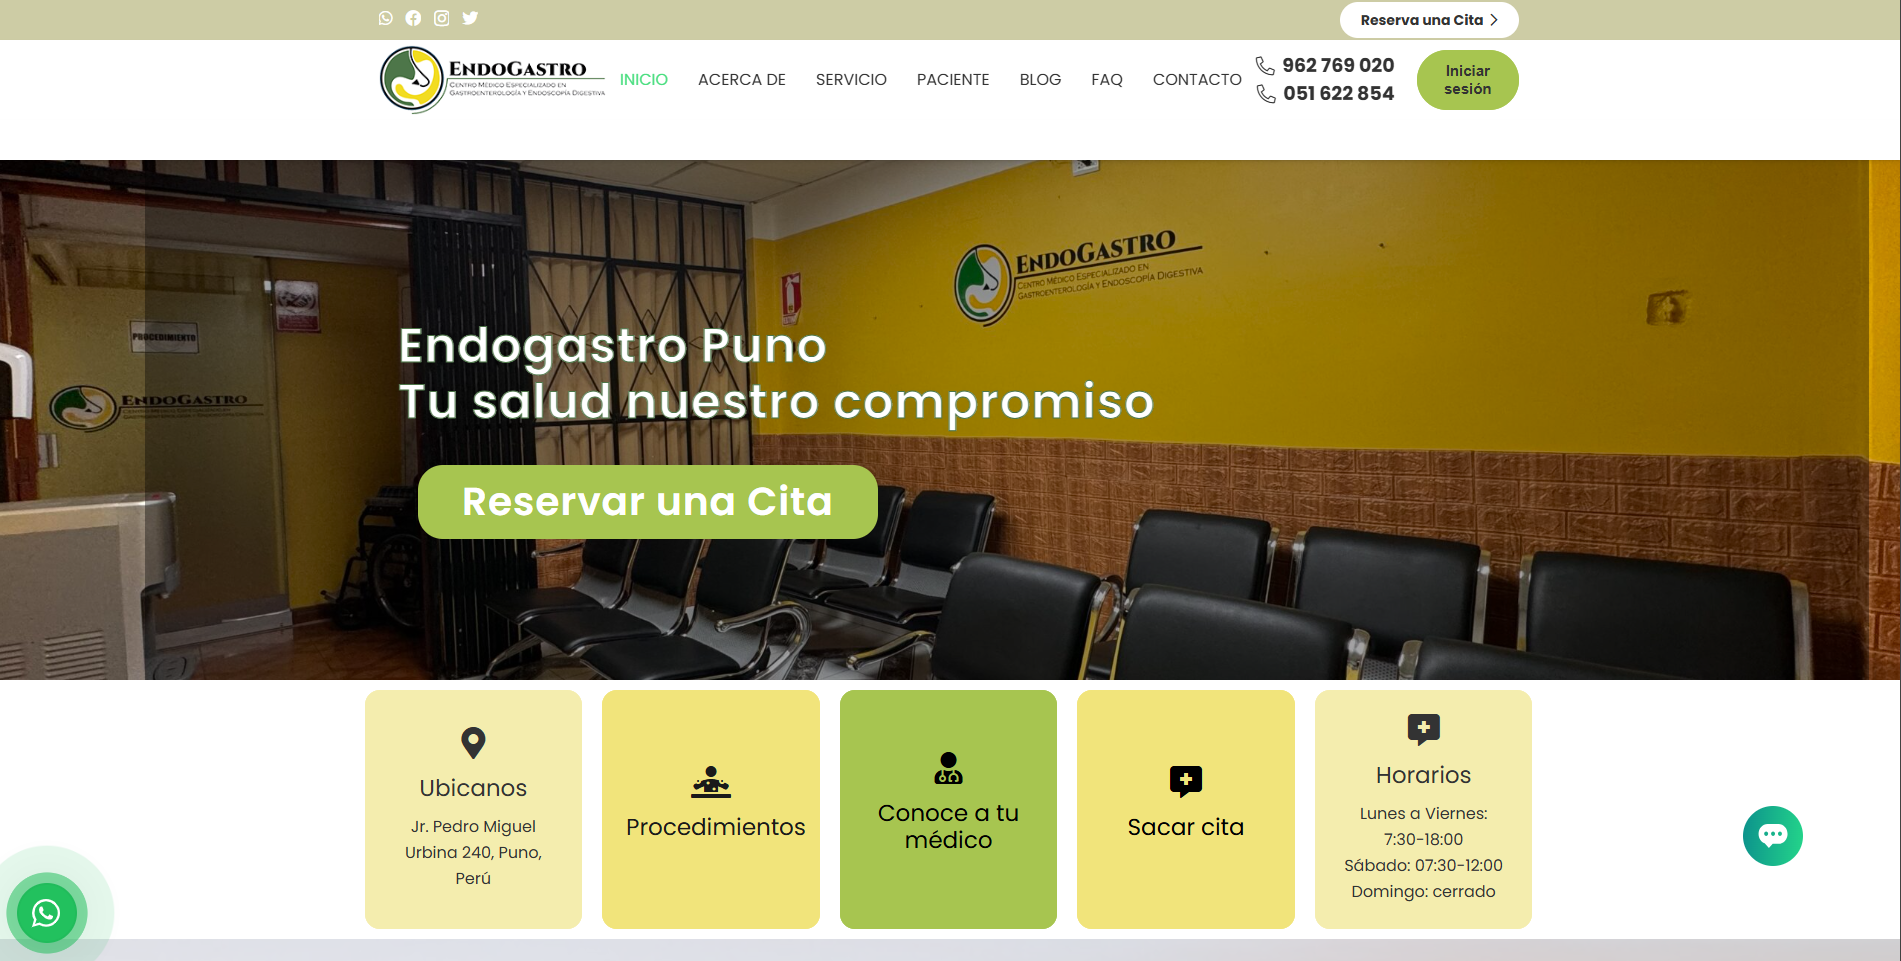 Reserva una Cita
ENDOGASTRO
CENTRO MÉDICO ESPECIALIZADO EN
GASTROENTEROLOGÍA Y ENDOSCOPÍA DIGESTIVA
INICIO
ACERCA DE
SERVICIO
PACIENTE
BLOG
FAQ
CONTACTO
962 769 020
051 622 854
Iniciar
sesión
ENDOGASTRO
CENTRO MÉDICO ESPECIALIZADO EN
GASTROENTEROLOGÍA Y ENDOSCOPÍA DIGESTIVA
PROCEDIMIENTO
ENDOGASTRO
Endogastro Puno
Tu salud nuestro compromiso
Reservar una Cita
Ubicanos
Jr. Pedro Miguel
Urbina 240, Puno,
Perú
Procedimientos
Conoce a tu
médico
Sacar cita
Horarios
Lunes a Viernes:
7:30-18:00
Sábado: 07:30-12:00
Domingo: cerrado